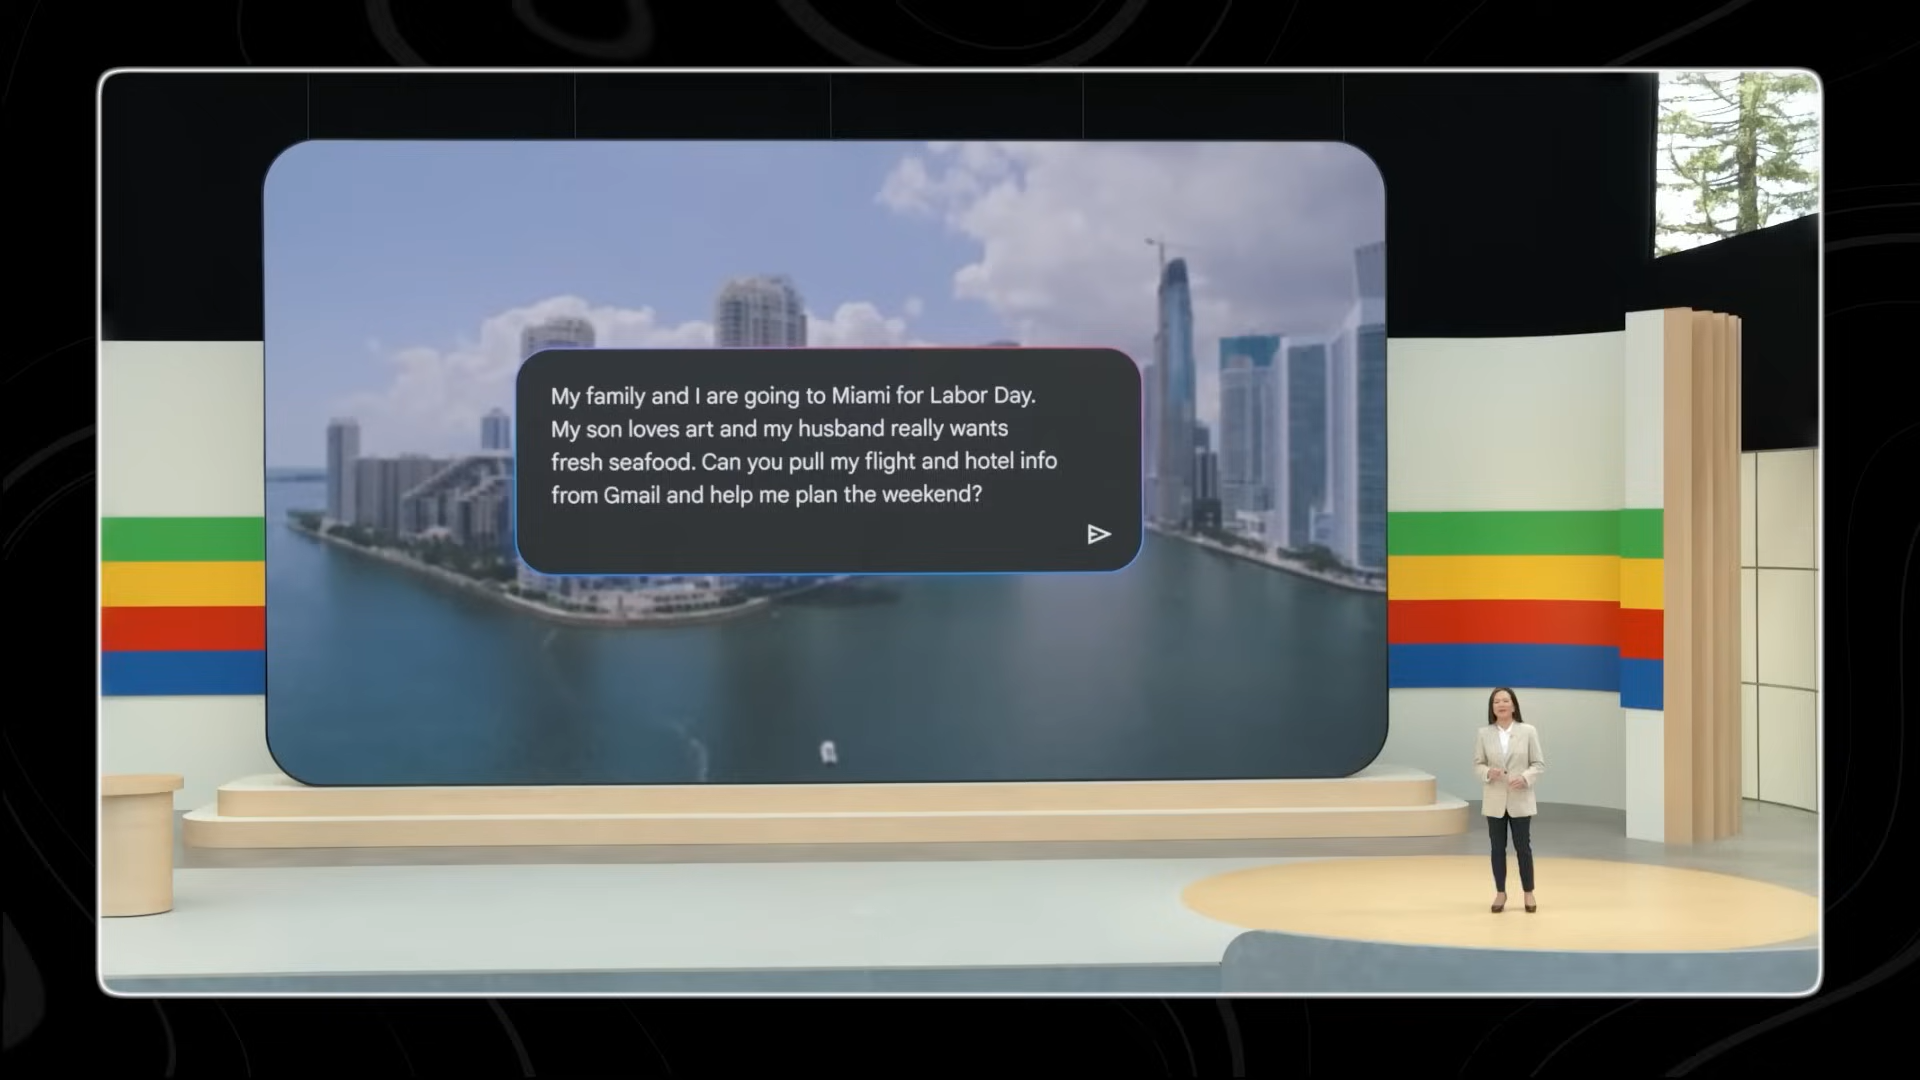 My family and I are going to Miami for Labor Day.
My son loves art and my husband really wants
fresh seafood. Can you pull my flight and hotel info
from Gmail and help me plan the weekend?